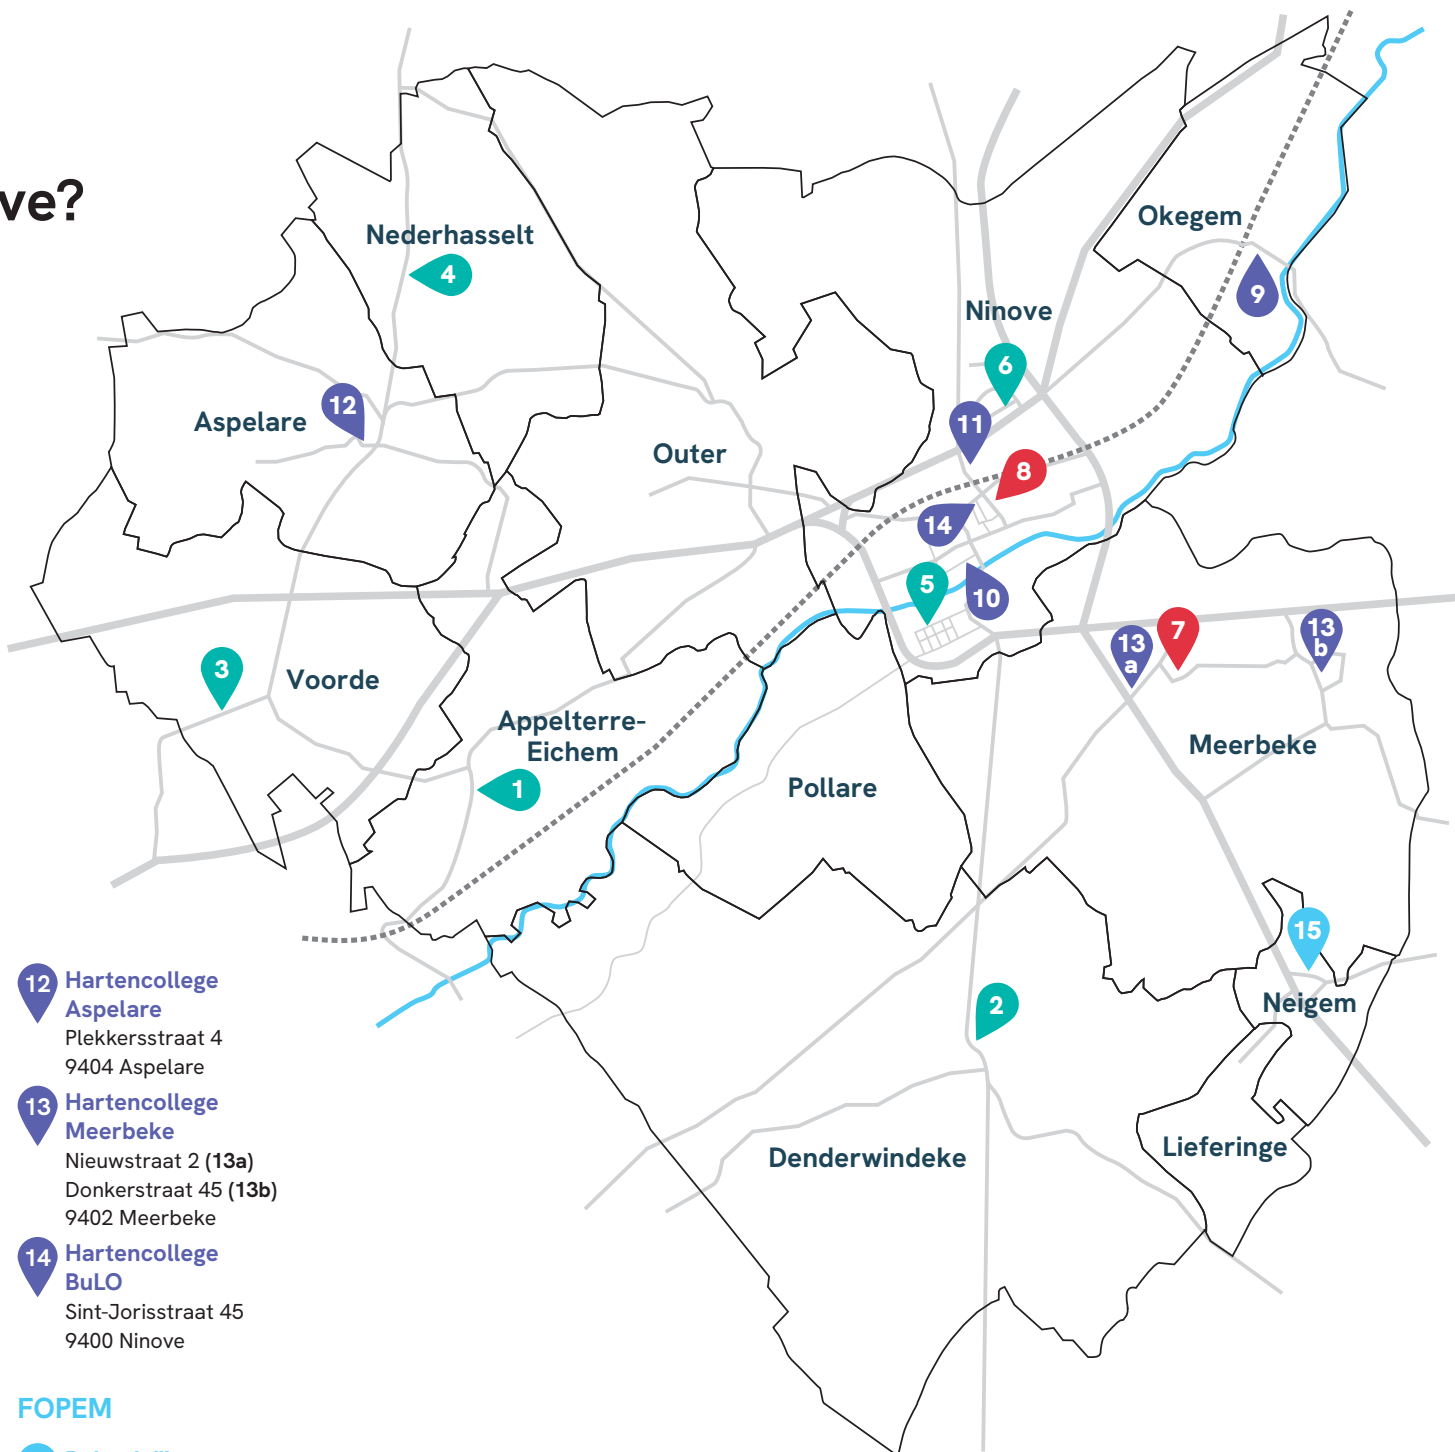 ve?
Nederhasselt
4
Okegem
9
Ninove
6
12
Aspelare
11
Outer
8
14
5
10
13
a
7
13
b
3
Voorde
Appelterre-
Eichem
1
Pollare
Meerbeke
15
Neigem
2
Denderwindeke
Lieferinge
12
Hartencollege
Aspelare
Plekkersstraat 4
9404 Aspelare
13
Hartencollege
Meerbeke
Nieuwstraat 2 (13a)
Donkerstraat 45 (13b)
9402 Meerbeke
14
Hartencollege
BuLO
Sint-Jorisstraat 45
9400 Ninove
FOPEM